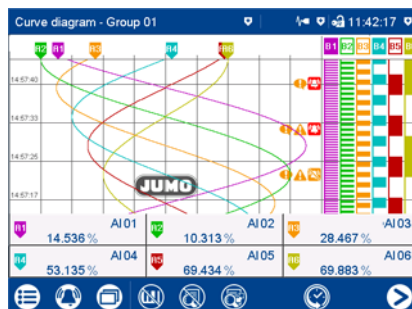 Curve diagram - Group 01 11:42:17
A2 A1 A3 A4 A6 B1 B2 B3 B4 B5
14:57:40
14:57:33
14:57:25
14:57:17
JUMO
A1 AI 01 14.536 %
A2 AI 02 10.313 %
A3 AI 03 28.467 %
A4 AI 04 53.135 %
A5 AI 05 69.434 %
A6 AI 06 69.883 %